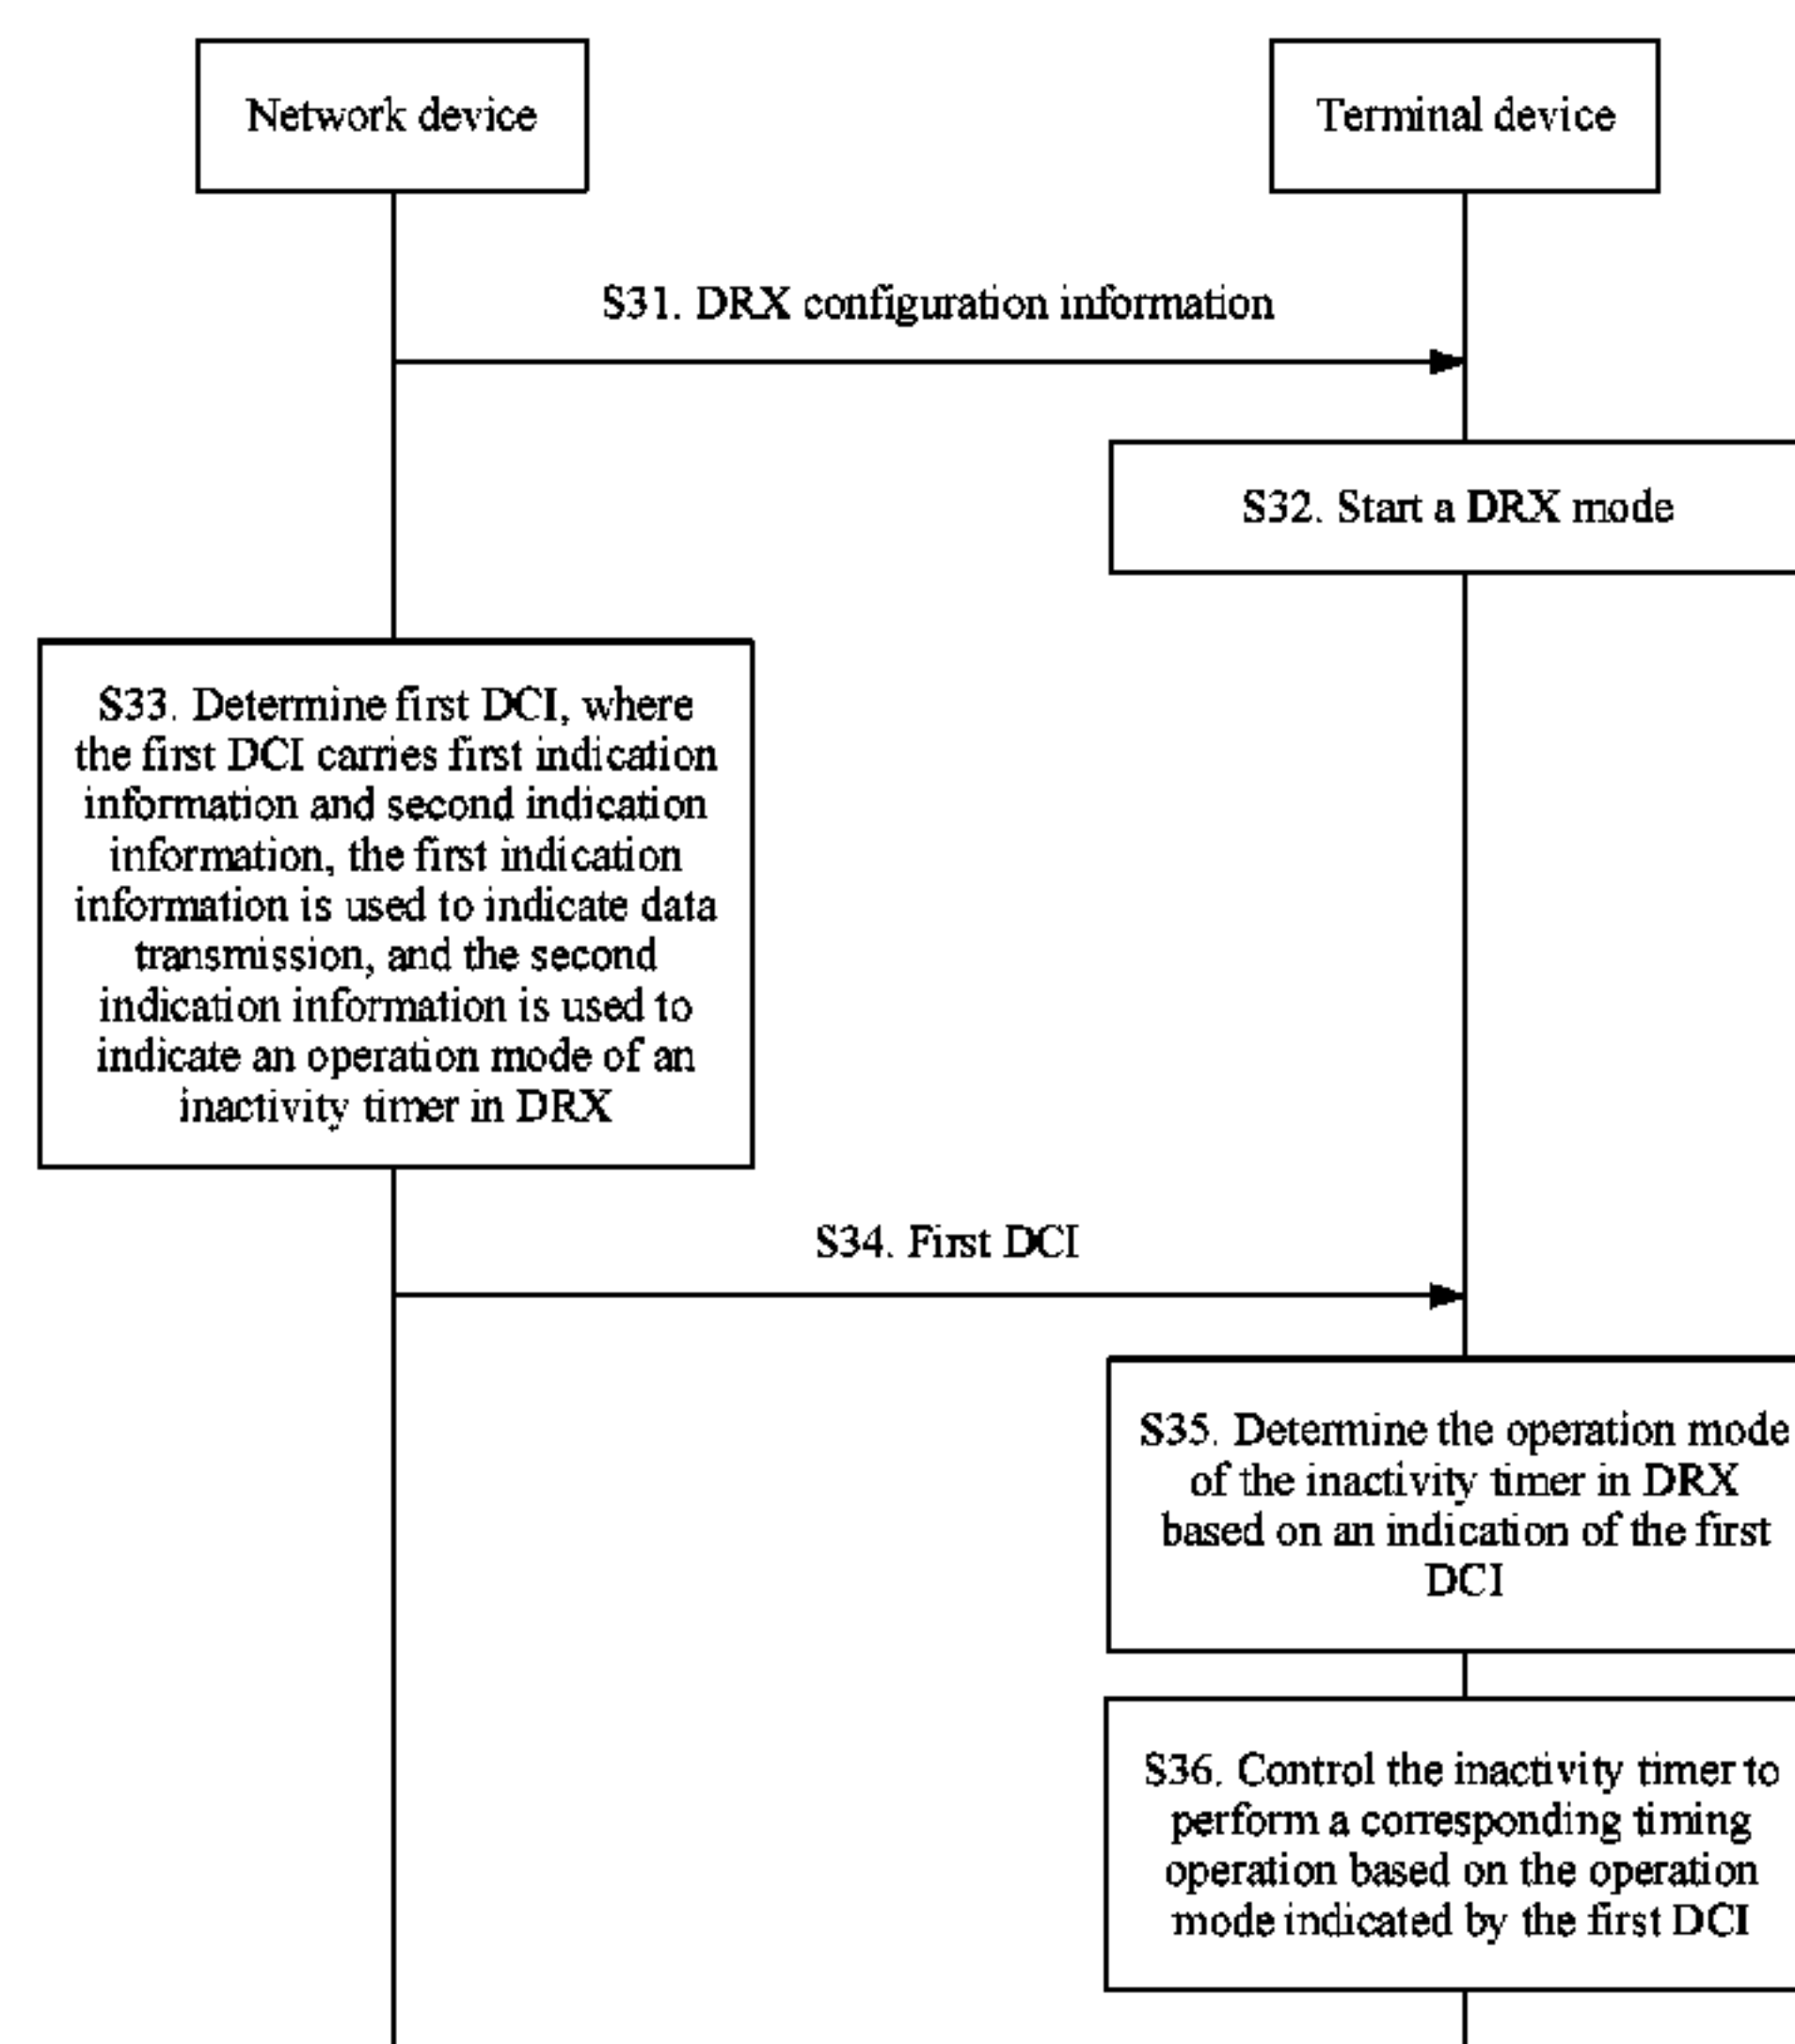 Network device
Terminal device
S31. DRX configuration information
S32. Start a DRX mode
S33. Determine first DCI, where
the first DCI carries first indication
information and second indication
information, the first indication
information is used to indicate data
transmission, and the second
indication information is used to
indicate an operation mode of an
inactivity timer in DRX
S34. First DCI
S35. Determine the operation mode
of the inactivity timer in DRX
based on an indication of the first
DCI
S36. Control the inactivity timer to
perform a corresponding timing
operation based on the operation
mode indicated by the first DCI